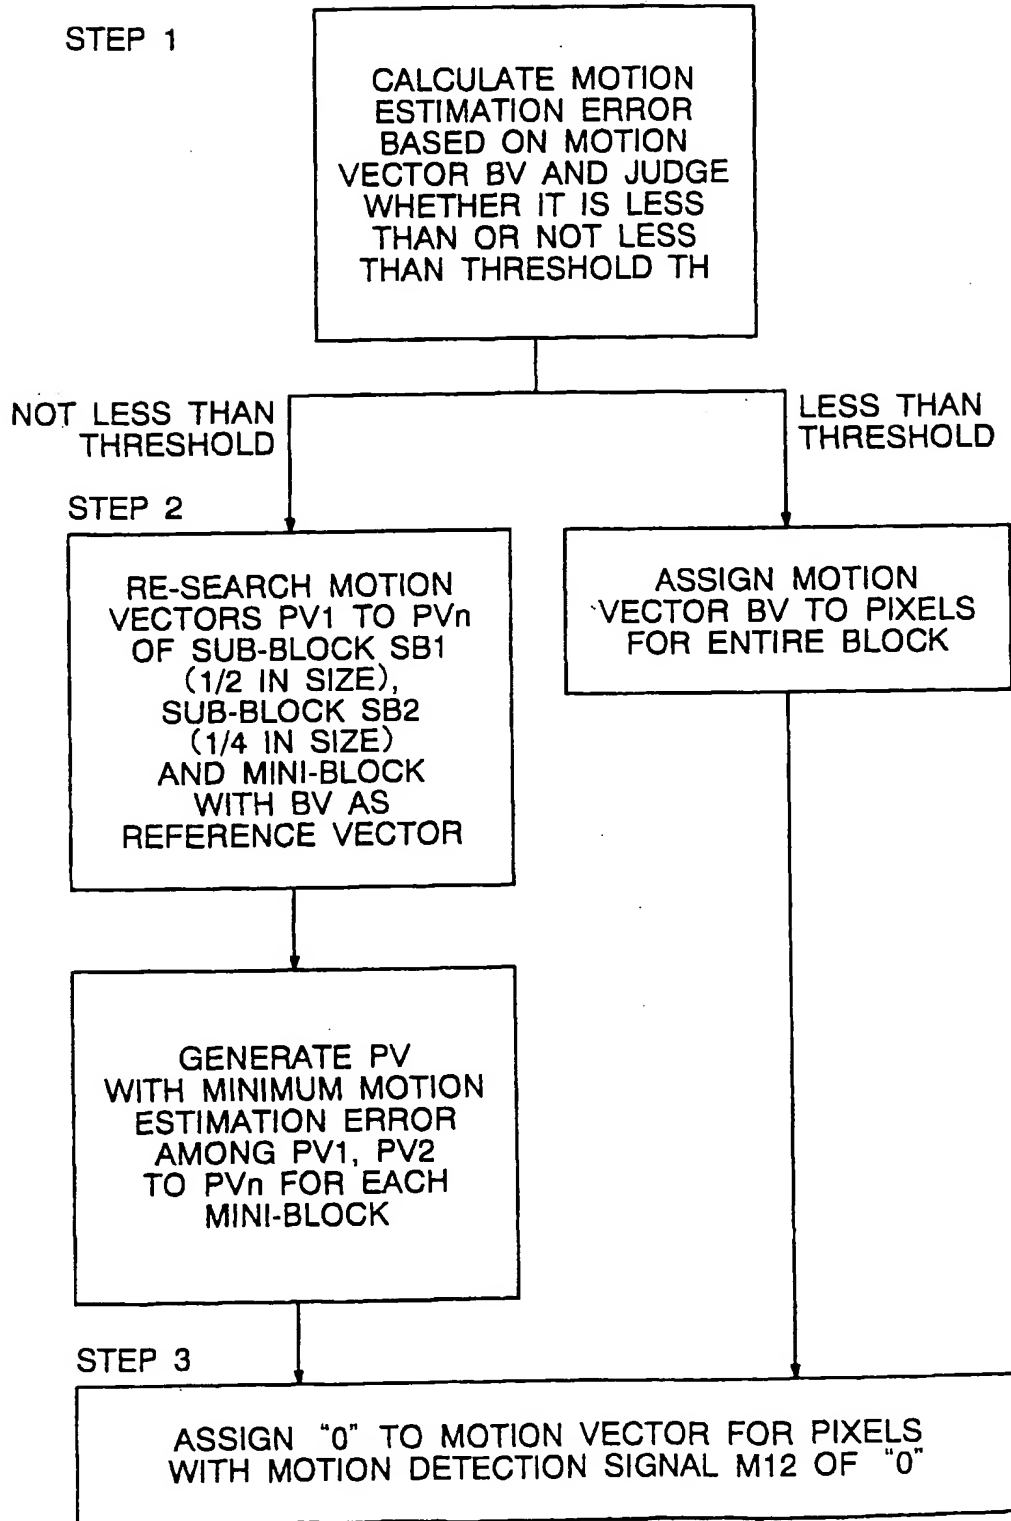 STEP 1
CALCULATE MOTION
ESTIMATION ERROR
BASED ON MOTION
VECTOR BV AND JUDGE
WHETHER IT IS LESS
THAN OR NOT LESS
THAN THRESHOLD TH
NOT LESS THAN
THRESHOLD
LESS THAN
THRESHOLD
STEP 2
RE-SEARCH MOTION
VECTORS PV1 TO PVn
OF SUB-BLOCK SB1
(1/2 IN SIZE),
SUB-BLOCK SB2
(1/4 IN SIZE)
AND MINI-BLOCK
WITH BV AS
REFERENCE VECTOR
ASSIGN MOTION
VECTOR BV TO PIXELS
FOR ENTIRE BLOCK
GENERATE PV
WITH MINIMUM MOTION
ESTIMATION ERROR
AMONG PV1, PV2
TO PVn FOR EACH
MINI-BLOCK
STEP 3
ASSIGN "0" TO MOTION VECTOR FOR PIXELS
WITH MOTION DETECTION SIGNAL M12 OF "0"